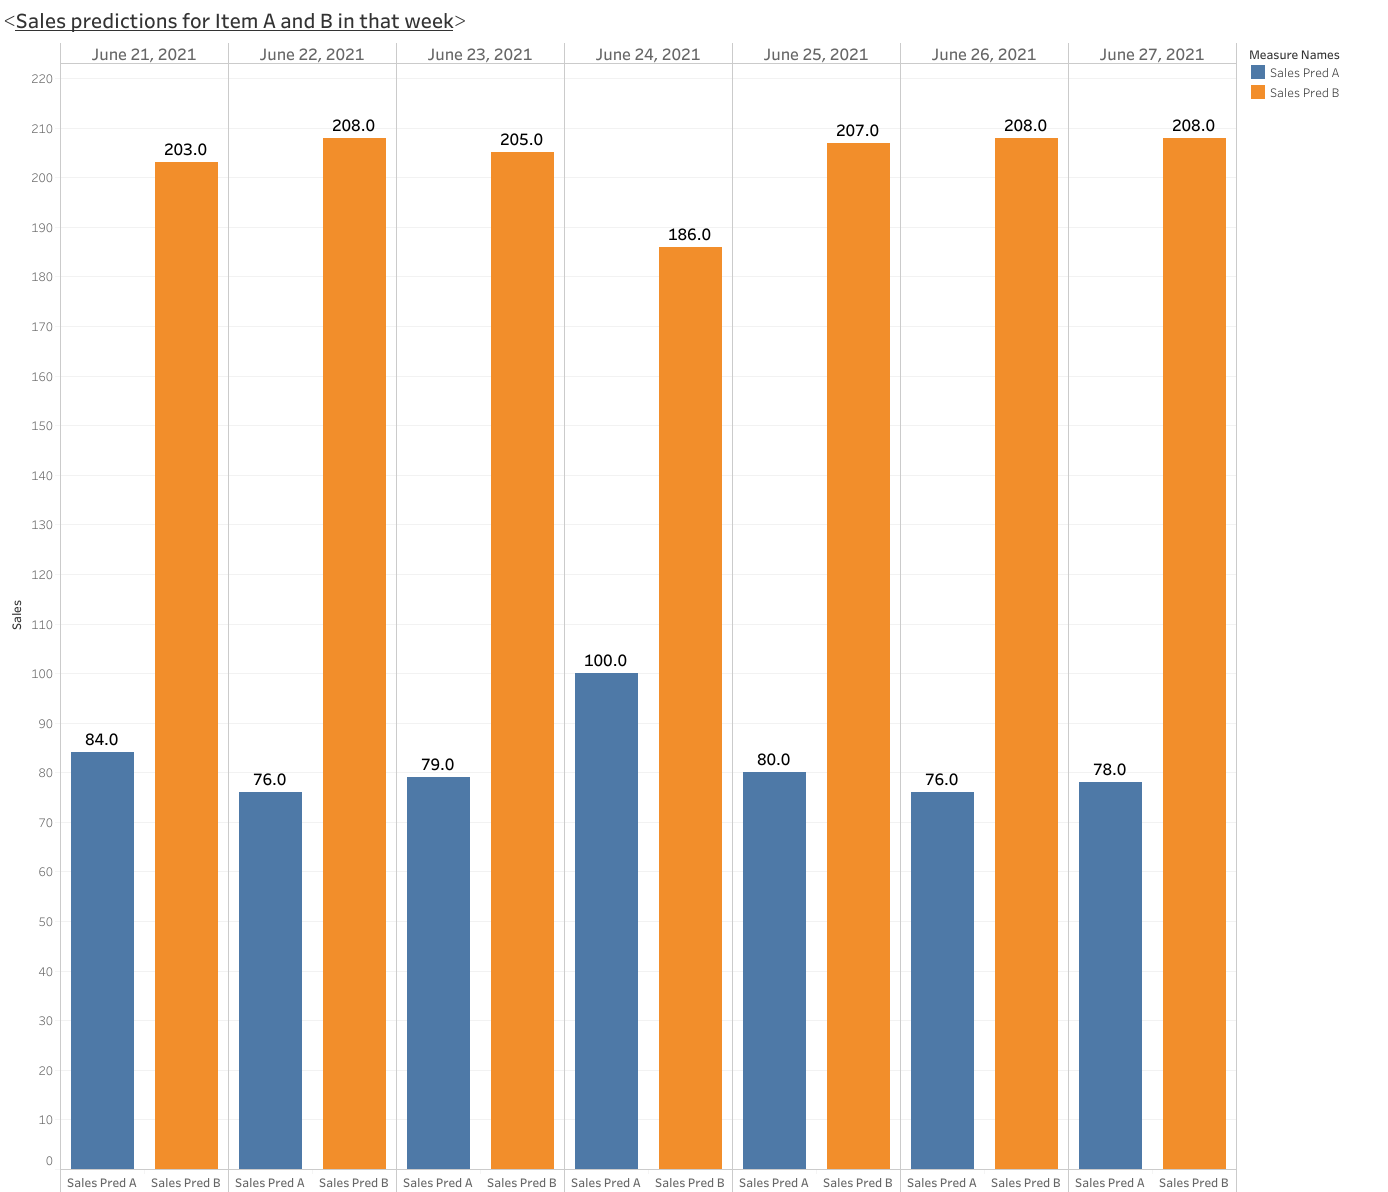 <Sales predictions for Item A and B in that week>
June 21, 2021 June 22, 2021 June 23, 2021 June 24, 2021 June 25, 2021 June 26, 2021 June 27, 2021
Measure Names
Sales Pred A
Sales Pred B
220
210
200
190
180
170
160
150
140
130
120
110
100
90
80
70
60
50
40
30
20
10
0
Sales
84.0 203.0 76.0 208.0 79.0 205.0 100.0 186.0 80.0 207.0 76.0 208.0 78.0 208.0
Sales Pred A Sales Pred B Sales Pred A Sales Pred B Sales Pred A Sales Pred B Sales Pred A Sales Pred B Sales Pred A Sales Pred B Sales Pred A Sales Pred B Sales Pred A Sales Pred B